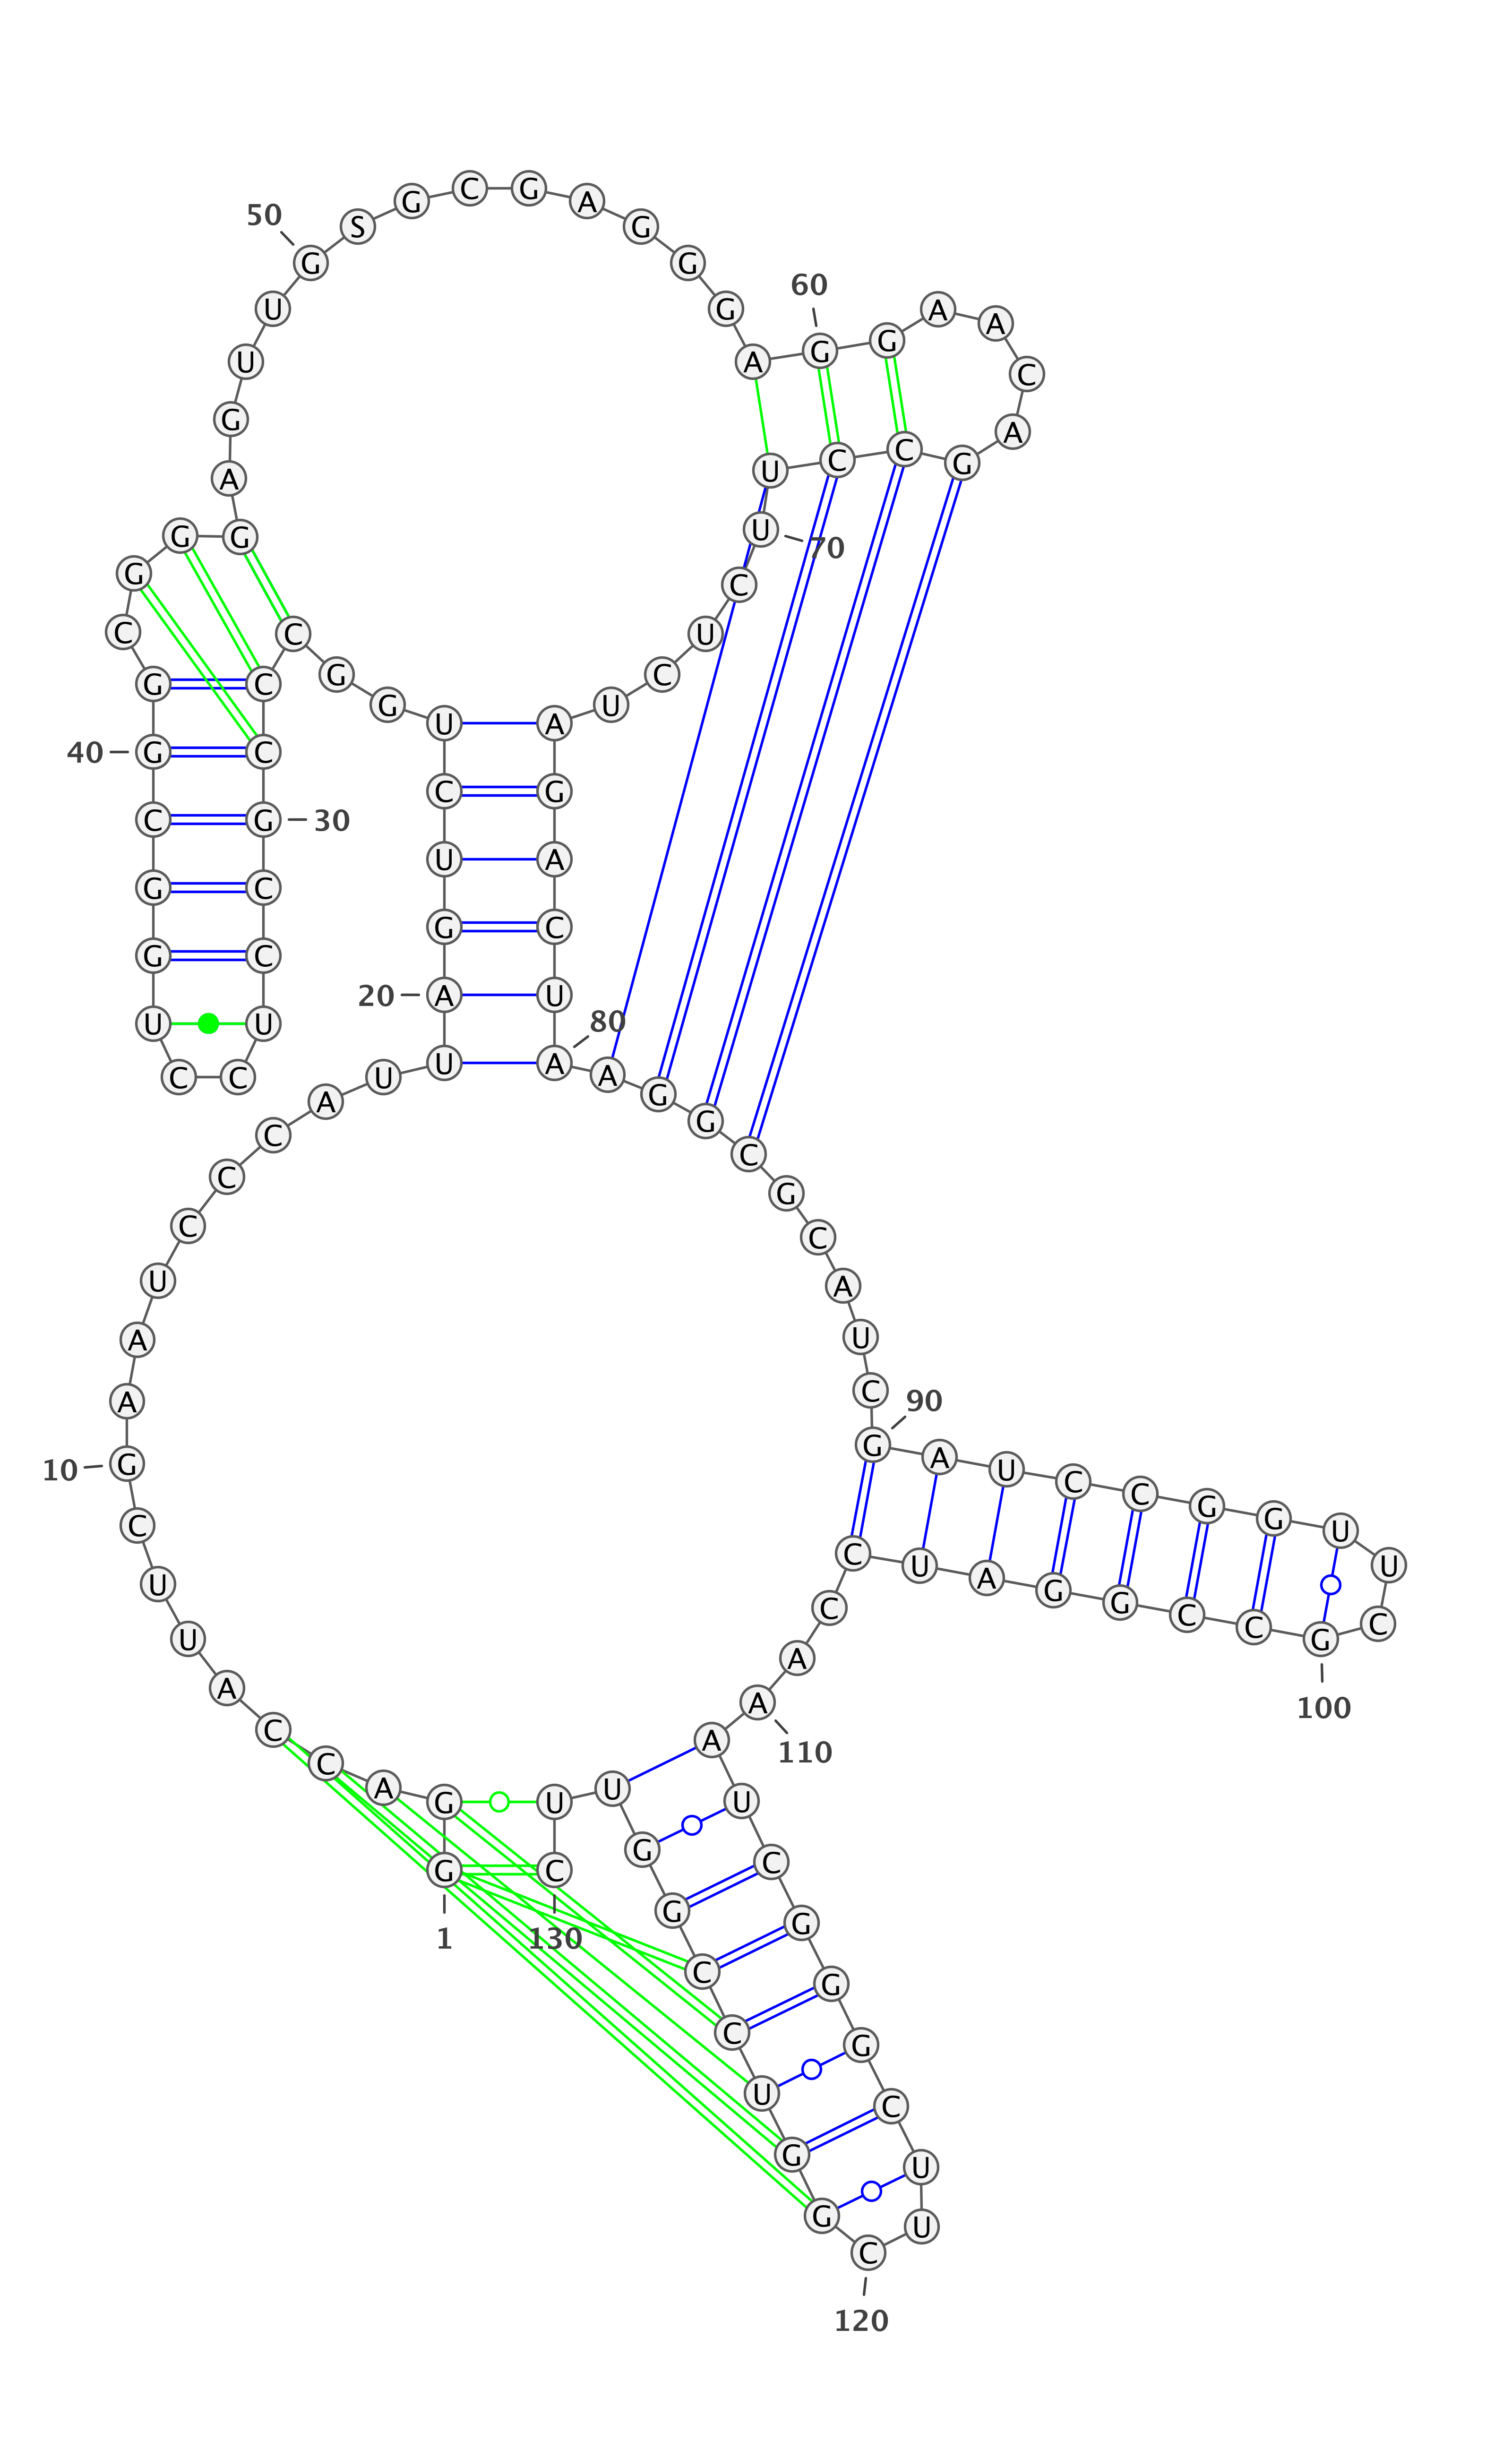 G G A C C A U U C G
A A U C C C A U U A
G U C U G G C C C G
C C U C C U G G C G
G C G G G A G U U G
S G C G A G G G A G
G A A C A G C C U U
C U C U A G A C U A
A G G C G C A U C G
A U C C G G U U C G
C C G G A U C C A A
A U C G G G C U U C
G G U C C G G U U C
1
10
20
30
40
50
60
70
80
90
100
110
120
130